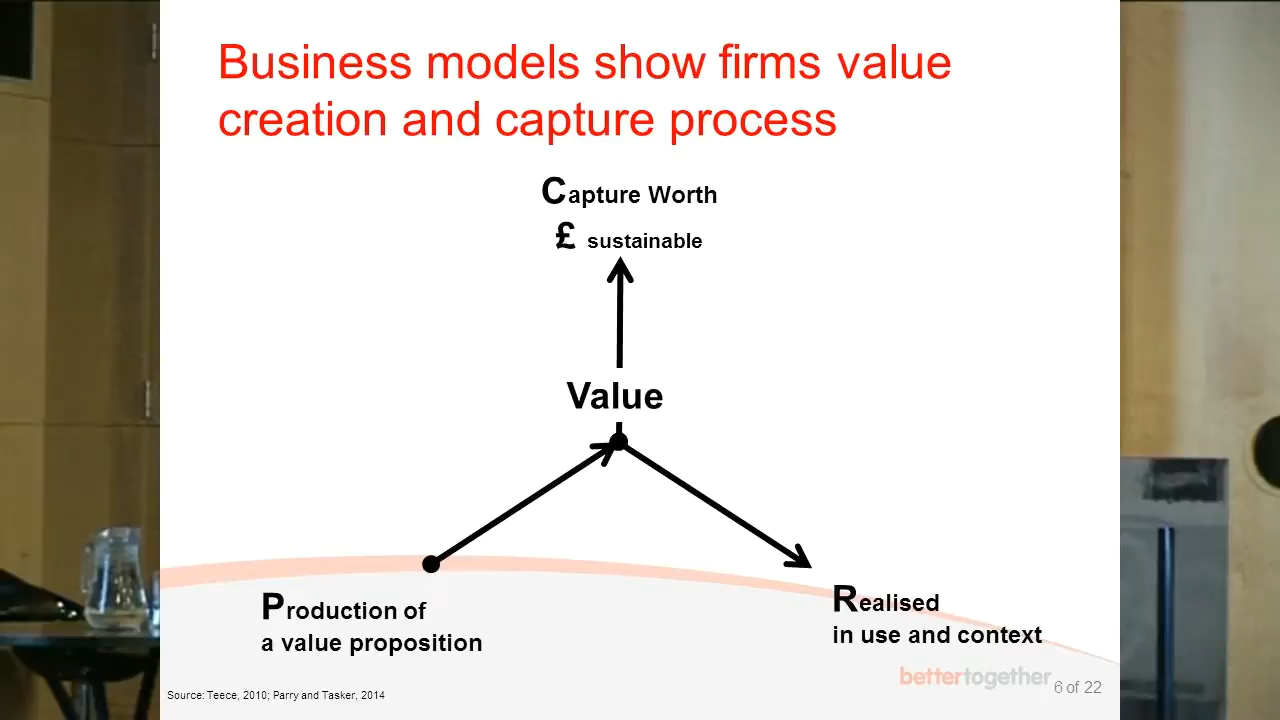 Business models show firms value
creation and capture process
Capture Worth
£ sustainable
Value
Production of
a value proposition
Realised
in use and context
bettertogether
6 of 22
Source: Teece, 2010; Parry and Tasker, 2014